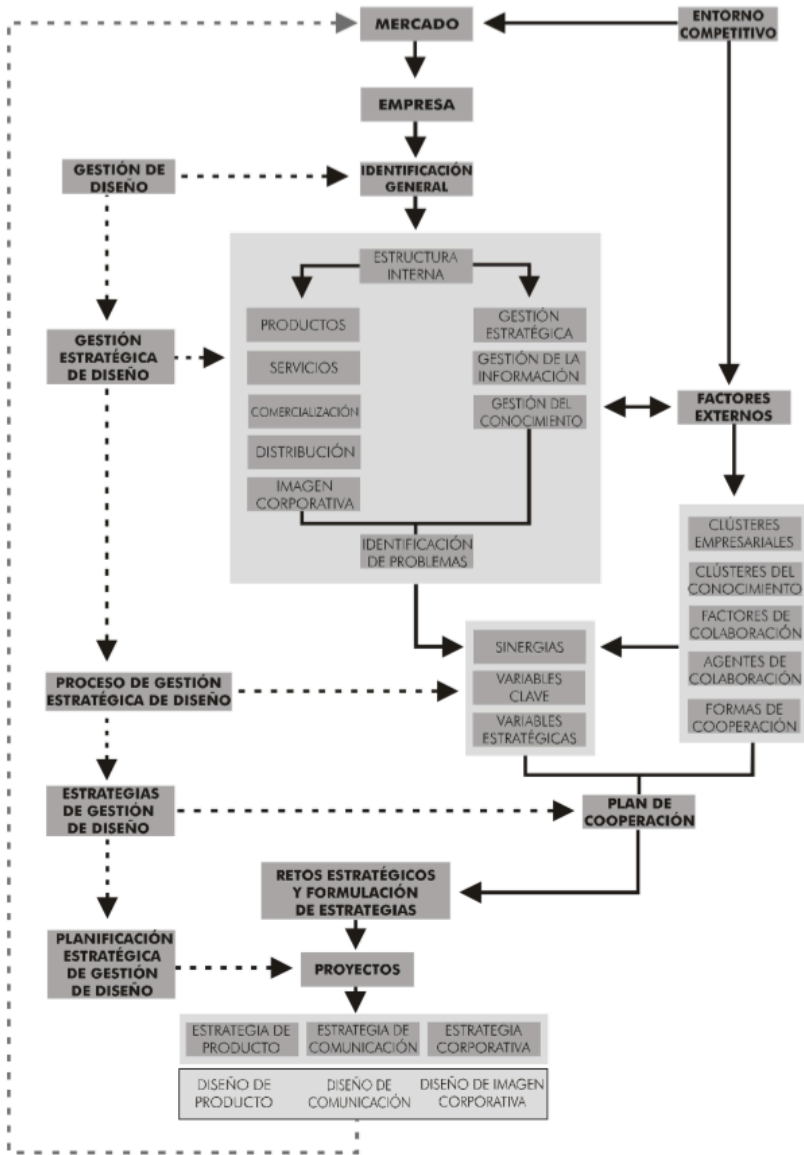 MERCADO
ENTORNO
COMPETITIVO
EMPRESA
GESTIÓN DE
DISEÑO
IDENTIFICACIÓN
GENERAL
ESTRUCTURA
INTERNA
PRODUCTOS
SERVICIOS
COMERCIALIZACIÓN
DISTRIBUCIÓN
IMAGEN
CORPORATIVA
GESTIÓN
ESTRATÉGICA
GESTIÓN DE LA
INFORMACIÓN
GESTIÓN DEL
CONOCIMIENTO
IDENTIFICACIÓN
DE PROBLEMAS
GESTIÓN
ESTRATÉGICA
DE DISEÑO
FACTORES
EXTERNOS
CLÚSTERES
EMPRESARIALES
CLÚSTERES DEL
CONOCIMIENTO
FACTORES DE
COLABORACIÓN
AGENTES DE
COLABORACIÓN
FORMAS DE
COOPERACIÓN
SINERGIAS
VARIABLES
CLAVE
VARIABLES
ESTRATÉGICAS
PROCESO DE GESTIÓN
ESTRATÉGICA DE DISEÑO
ESTRATEGIAS
DE GESTIÓN
DE DISEÑO
PLAN DE
COOPERACIÓN
RETOS ESTRATÉGICOS
Y FORMULACIÓN
DE ESTRATEGIAS
PLANIFICACIÓN
ESTRATÉGICA
DE GESTIÓN
DE DISEÑO
PROYECTOS
ESTRATEGIA DE
PRODUCTO
ESTRATEGIA DE
COMUNICACIÓN
ESTRATEGIA
CORPORATIVA
DISEÑO DE
PRODUCTO
DISEÑO DE
COMUNICACIÓN
DISEÑO DE IMAGEN
CORPORATIVA